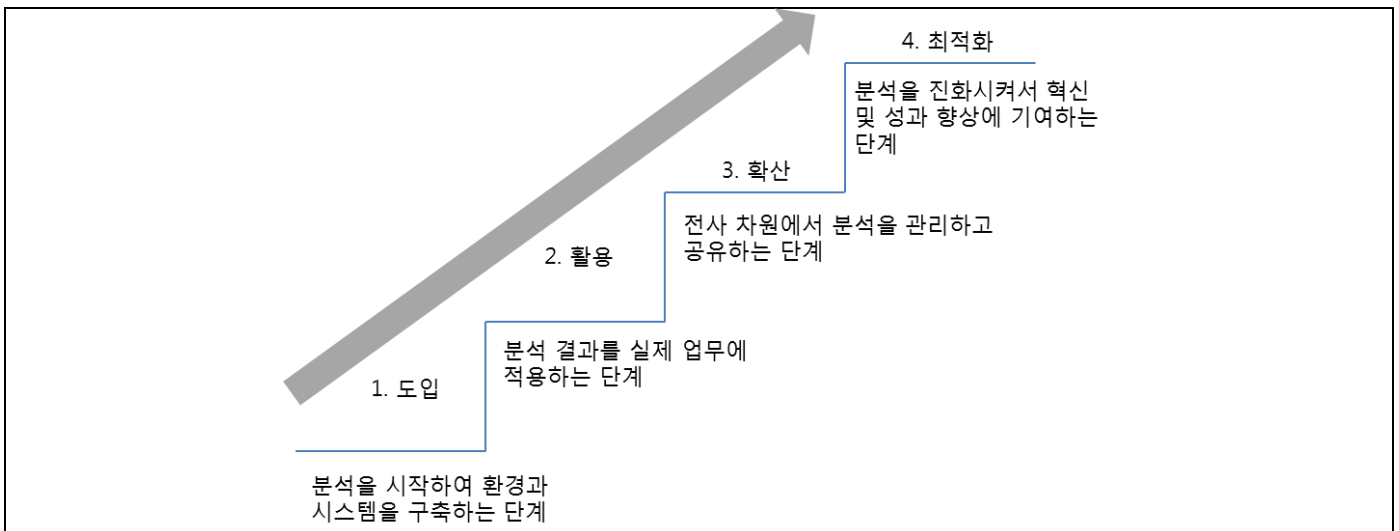 4. 최적화
분석을 진화시켜서 혁신
및 성과 향상에 기여하는
단계
3. 확산
전사 차원에서 분석을 관리하고
공유하는 단계
2. 활용
분석 결과를 실제 업무에
적용하는 단계
1. 도입
분석을 시작하여 환경과
시스템을 구축하는 단계